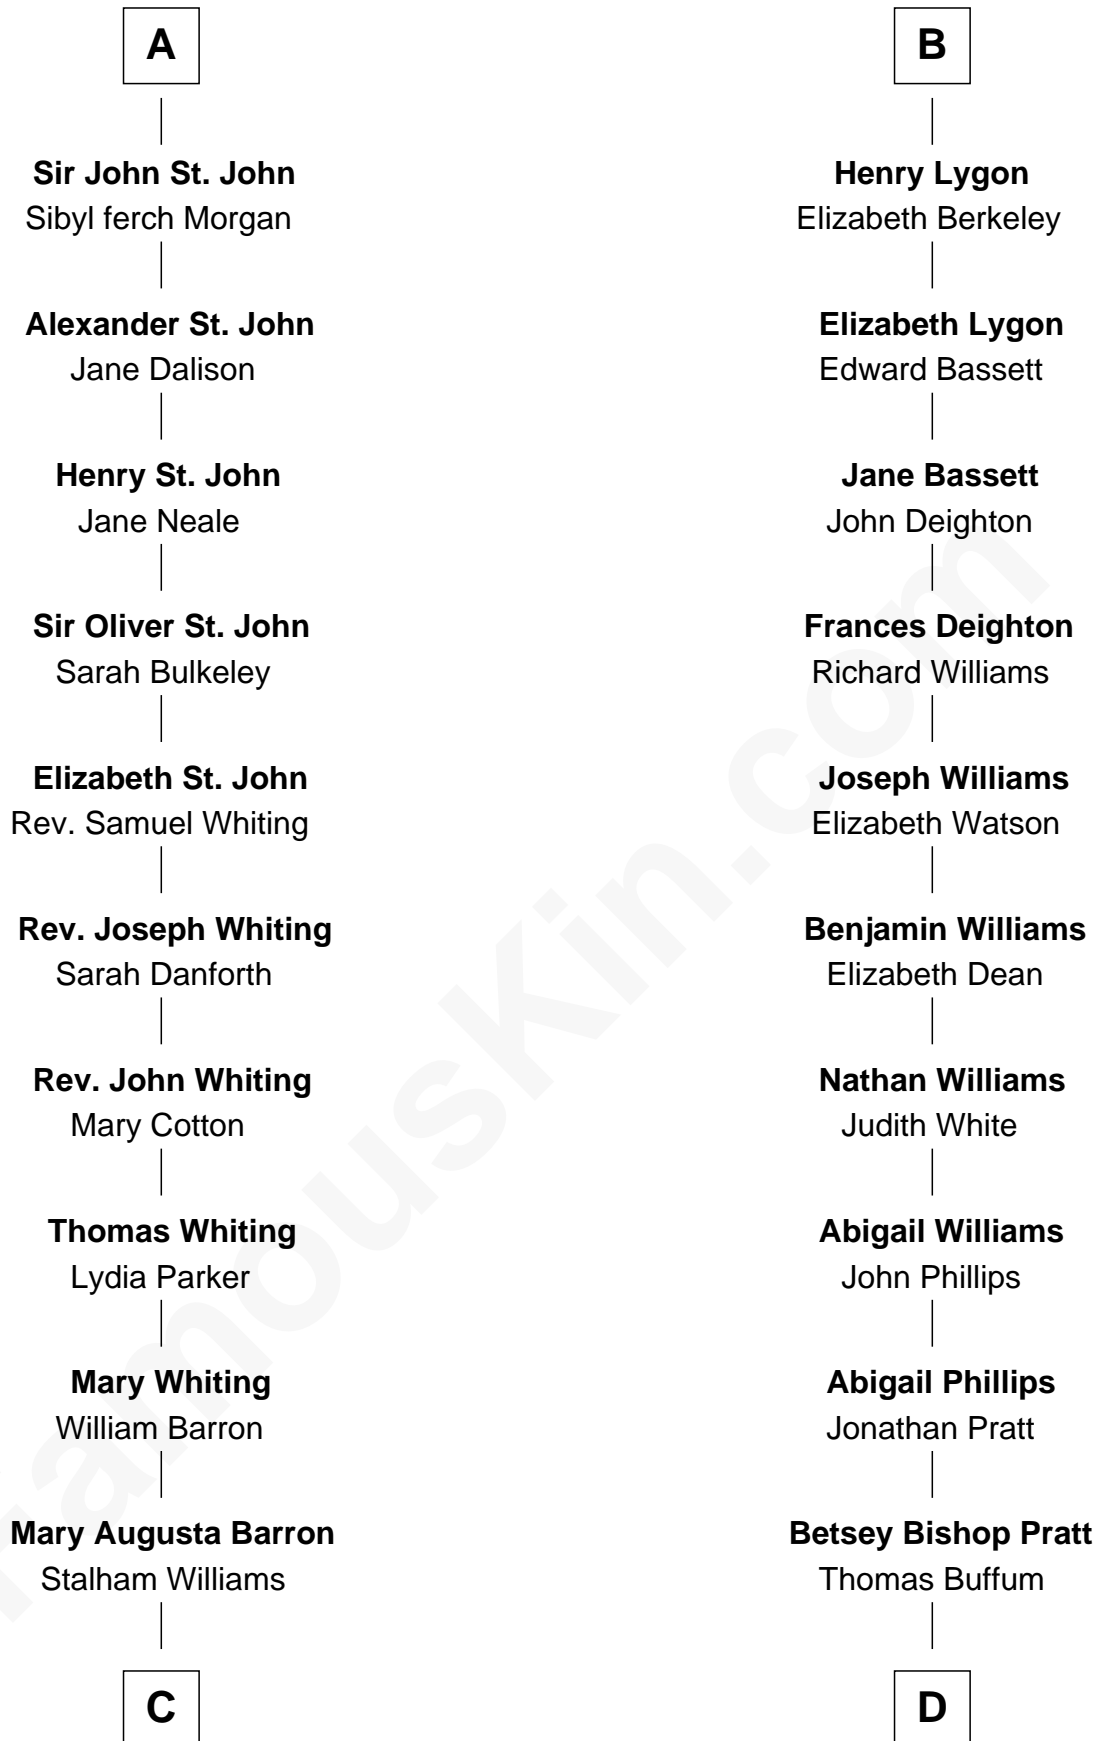 A
Sir John St. John
Sibyl ferch Morgan
Alexander St. John
Jane Dalison
Henry St. John
Jane Neale
Sir Oliver St. John
Sarah Bulkeley
Elizabeth St. John
Rev. Samuel Whiting
Rev. Joseph Whiting
Sarah Danforth
Rev. John Whiting
Mary Cotton
Thomas Whiting
Lydia Parker
Mary Whiting
William Barron
Mary Augusta Barron
Stalham Williams
C
B
Henry Lygon
Elizabeth Berkeley
Elizabeth Lygon
Edward Bassett
Jane Bassett
John Deighton
Frances Deighton
Richard Williams
Joseph Williams
Elizabeth Watson
Benjamin Williams
Elizabeth Dean
Nathan Williams
Judith White
Abigail Williams
John Phillips
Abigail Phillips
Jonathan Pratt
Betsey Bishop Pratt
Thomas Buffum
D
FamousKin.com